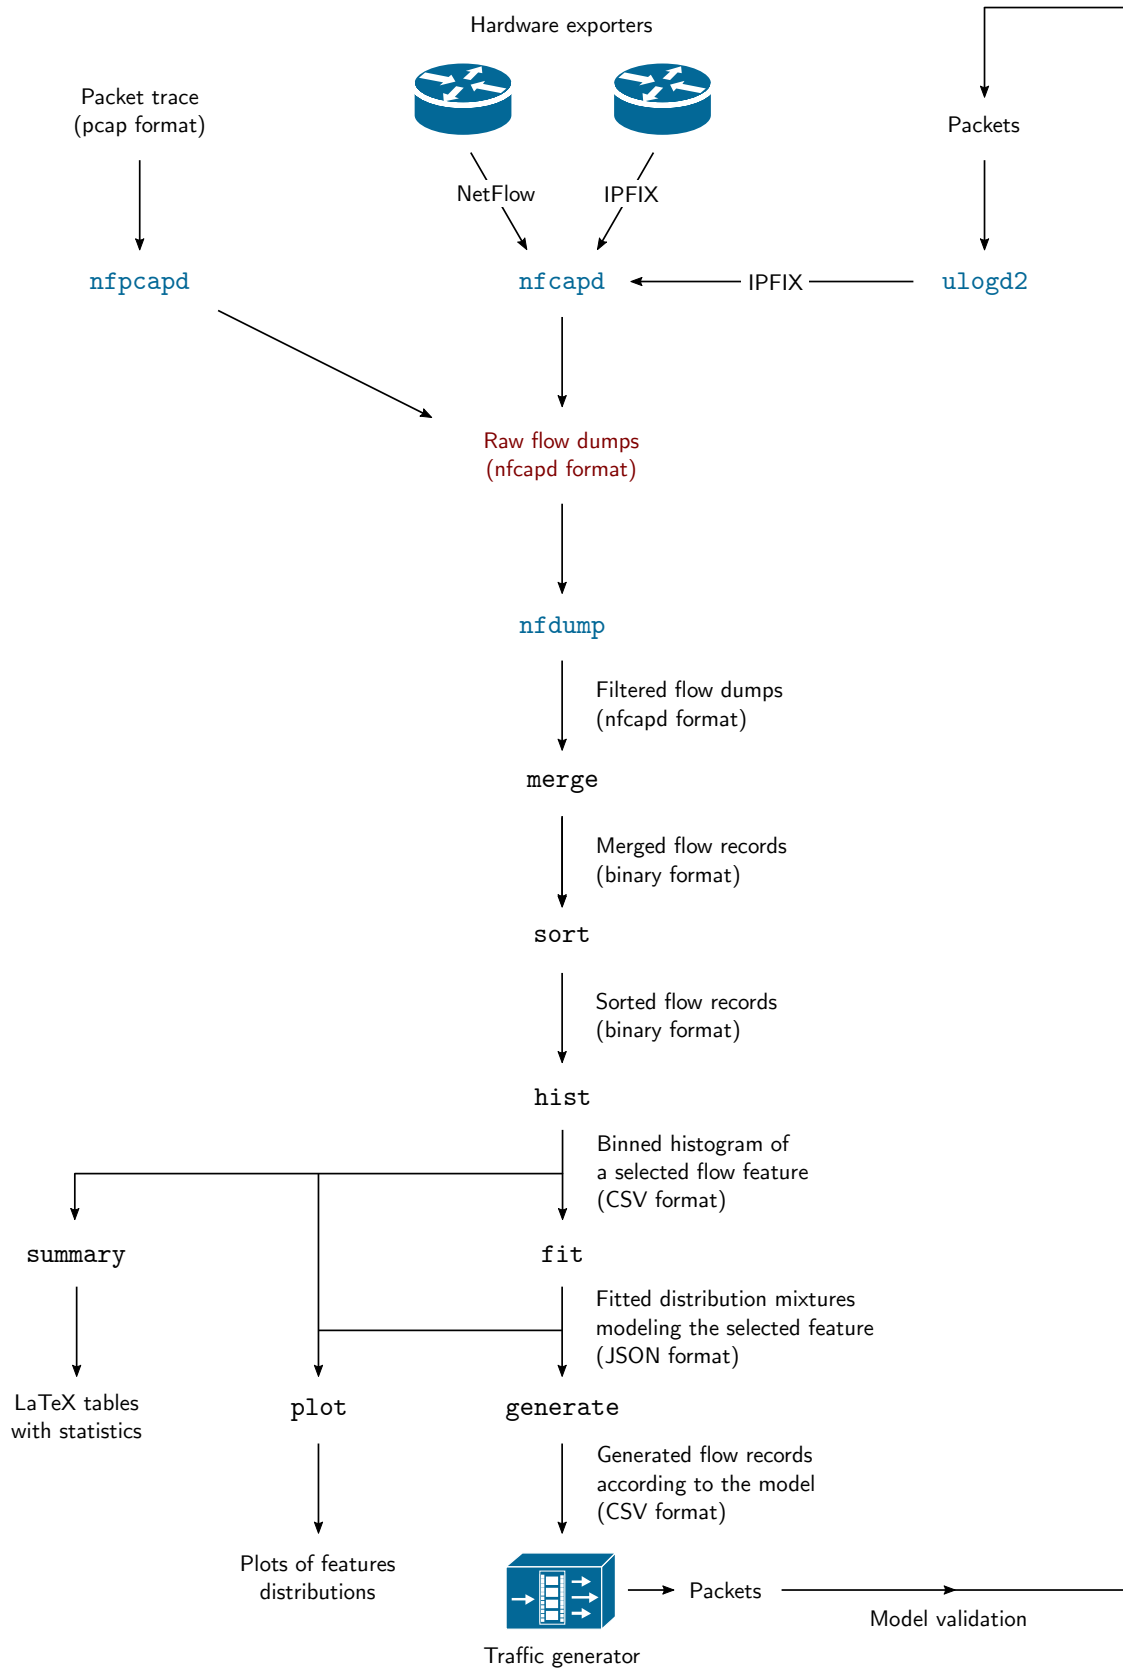 Hardware exporters
Packet trace
(pcap format)
Packets
NetFlow
IPFIX
nfpcapd
nfcapd
IPFIX
ulogd2
Raw flow dumps
(nfcapd format)
nfdump
Filtered flow dumps
(nfcapd format)
merge
Merged flow records
(binary format)
sort
Sorted flow records
(binary format)
hist
Binned histogram of
a selected flow feature
(CSV format)
summary
fit
Fitted distribution mixtures
modeling the selected feature
(JSON format)
LaTeX tables
with statistics
plot
generate
Generated flow records
according to the model
(CSV format)
Plots of features
distributions
Packets
Model validation
Traffic generator